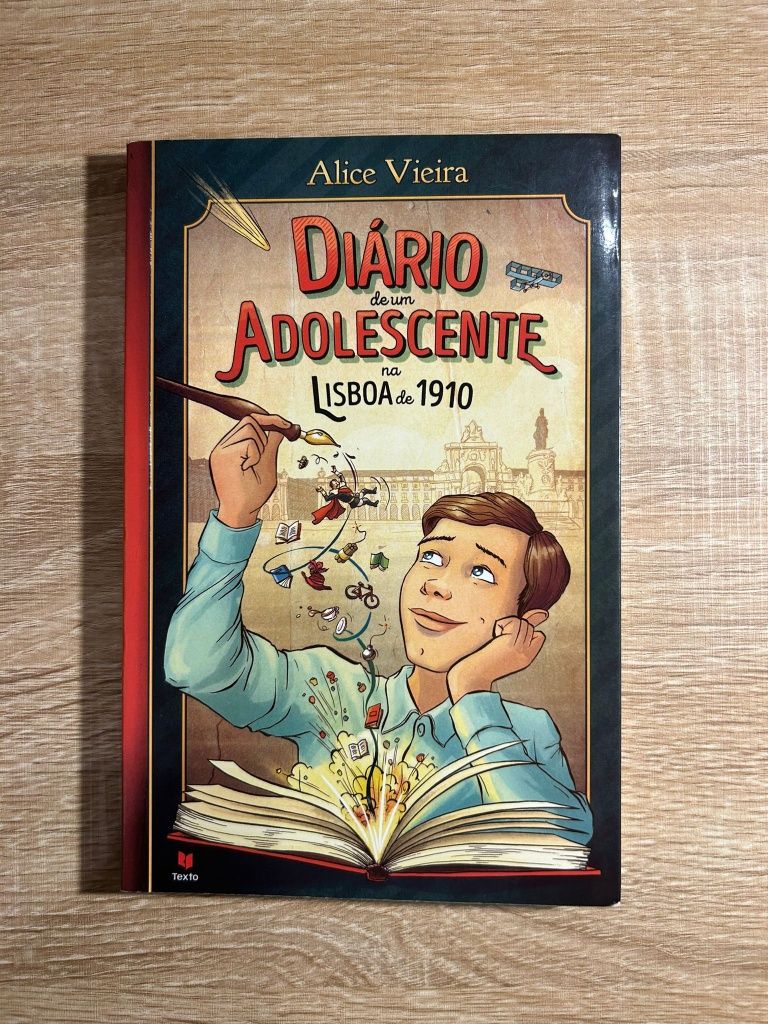 Alice Vieira
DIÁRIO
de um
ADOLESCENTE
na
LISBOA de 1910
Texto